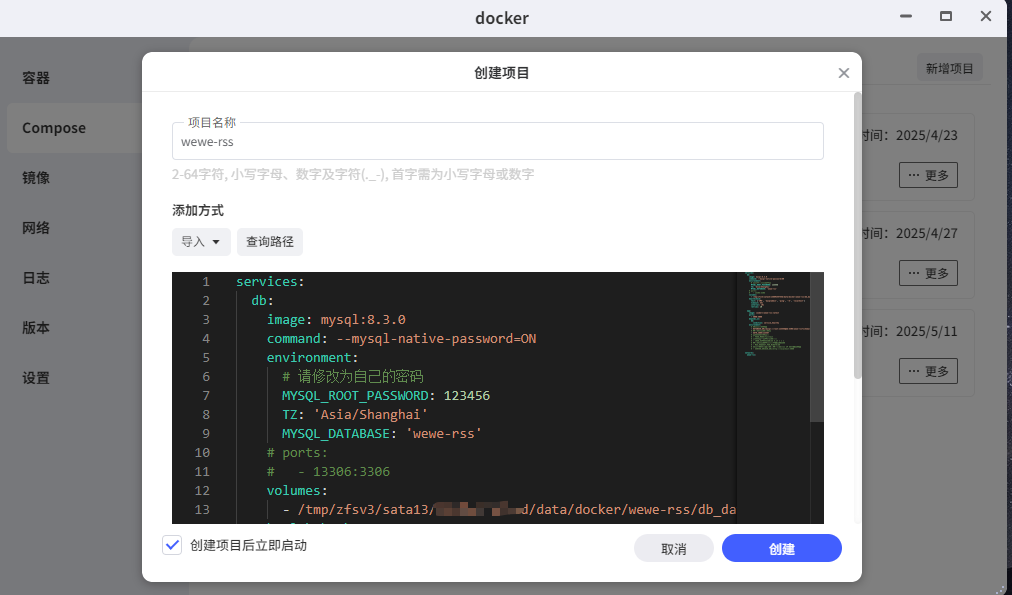 docker
容器
Compose
镜像
网络
日志
版本
设置
新增项目
时间：2025/4/23
··· 更多
时间：2025/4/27
··· 更多
时间：2025/5/11
··· 更多
创建项目
项目名称
wewe-rss
2-64字符, 小写字母、数字及字符(._-), 首字需为小写字母或数字
添加方式
导入
查询路径
1 services:
2 db:
3 image: mysql:8.3.0
4 command: --mysql-native-password=ON
5 environment:
6 # 请修改为自己的密码
7 MYSQL_ROOT_PASSWORD: 123456
8 TZ: 'Asia/Shanghai'
9 MYSQL_DATABASE: 'wewe-rss'
10 # ports:
11 #   - 13306:3306
12 volumes:
13 - /tmp/zfsv3/sata13/ d/data/docker/wewe-rss/db_da
创建项目后立即启动
取消
创建